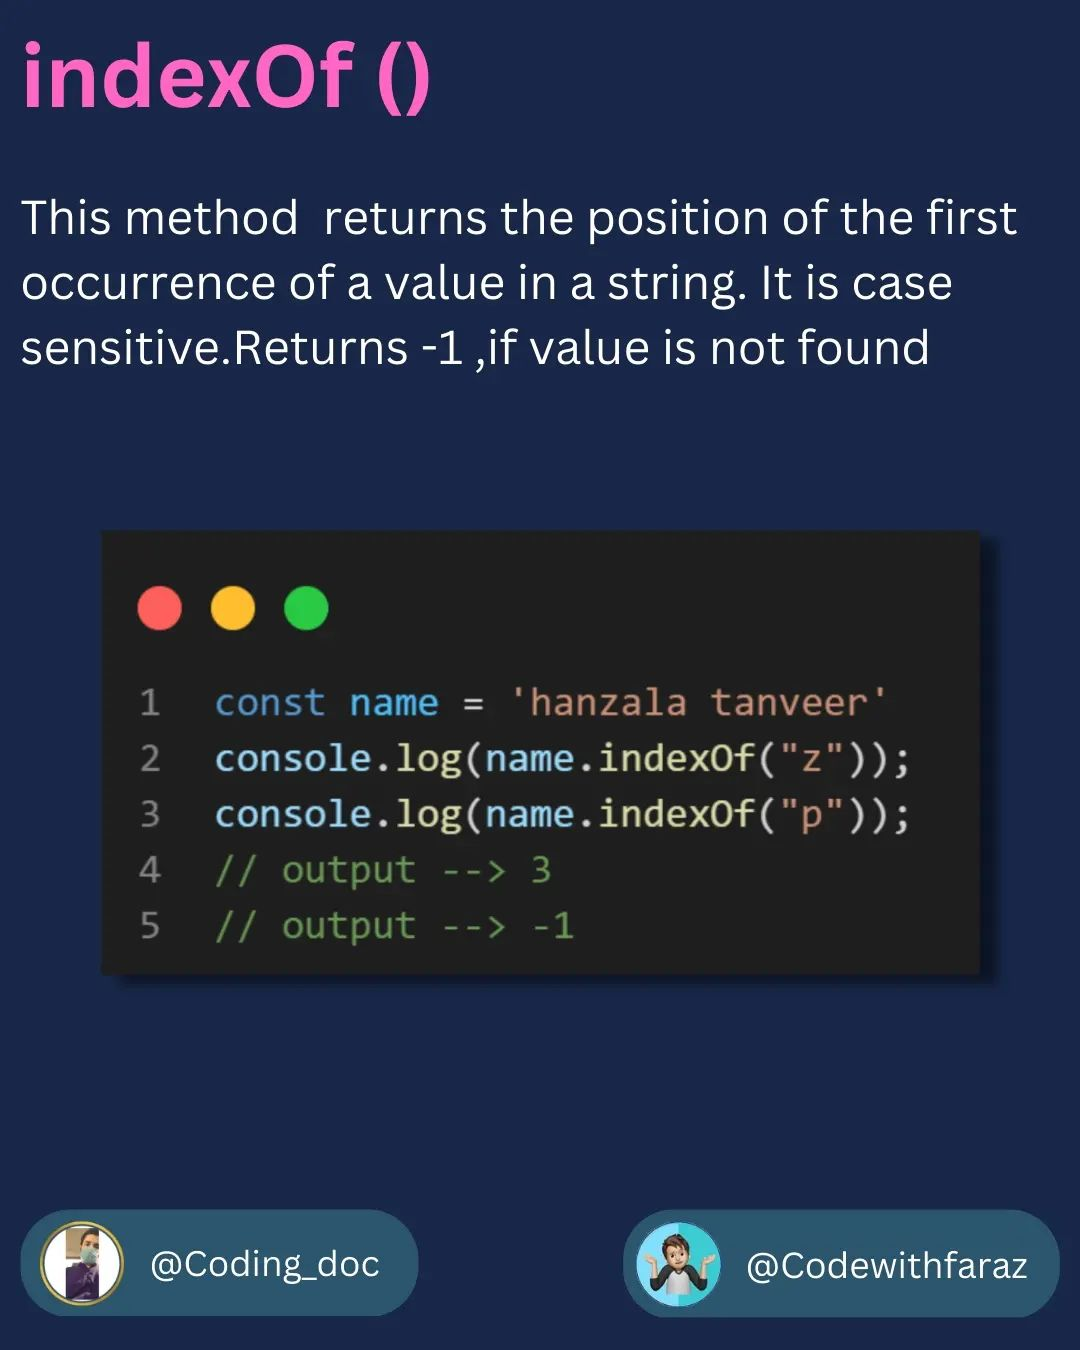 indexOf ()
This method  returns the position of the first
occurrence of a value in a string. It is case
sensitive.Returns -1 ,if value is not found
1 const name = 'hanzala tanveer'
2 console.log(name.indexOf("z"));
3 console.log(name.indexOf("p"));
4 // output --> 3
5 // output --> -1
@Coding_doc
@Codewithfaraz